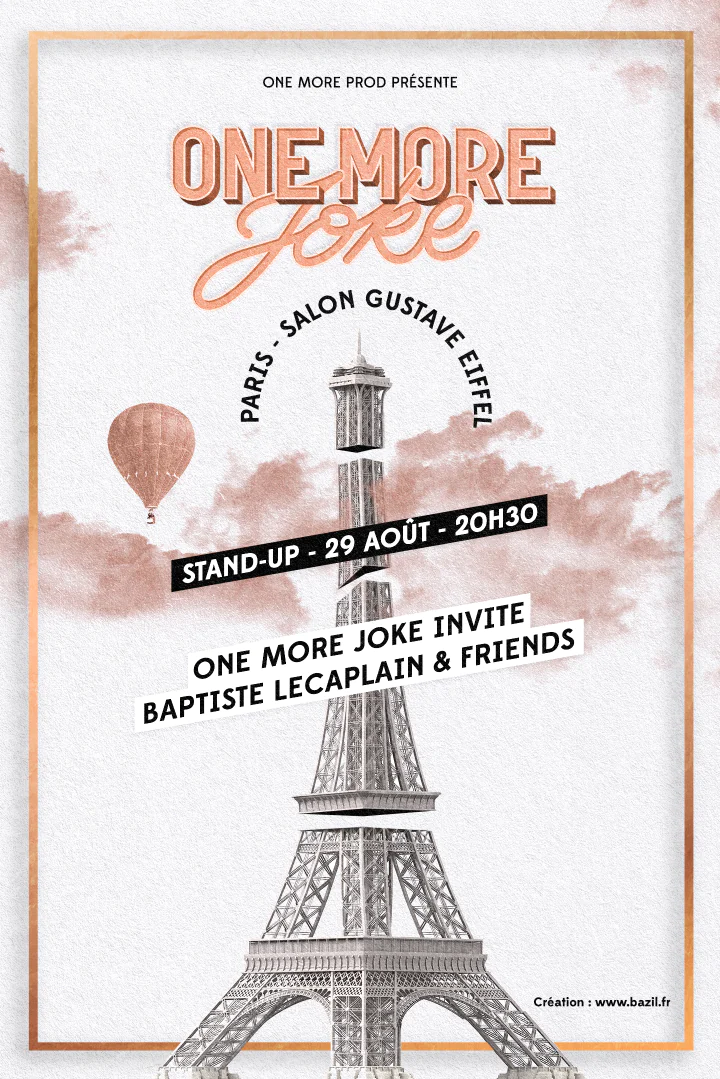 ONE MORE PROD PRÉSENTE
ONE MORE
Joke
PARIS - SALON GUSTAVE EIFFEL
STAND-UP - 29 AOÛT - 20H30
ONE MORE JOKE INVITE
BAPTISTE LECAPLAIN & FRIENDS
Création : www.bazil.fr